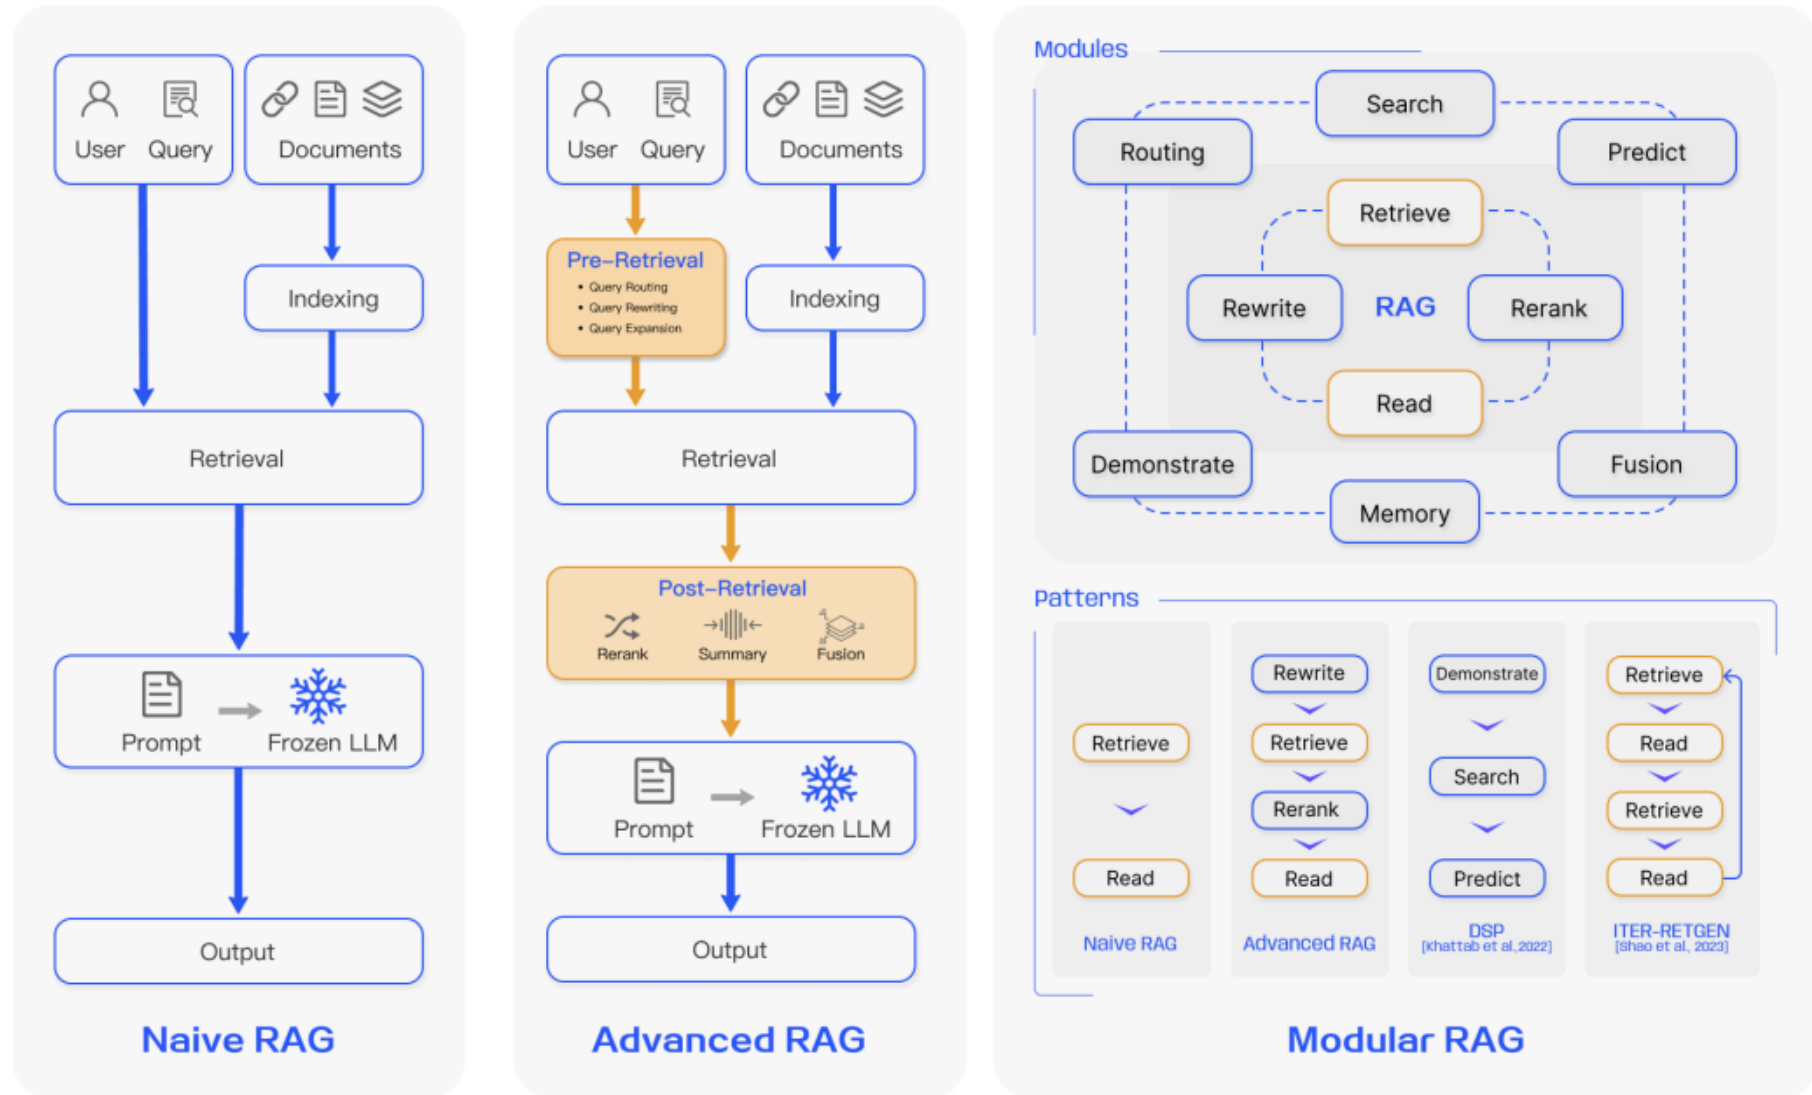 User Query
Documents
Indexing
Retrieval
Prompt
Frozen LLM
Output
Naive RAG
User Query
Documents
Pre-Retrieval
• Query Routing
• Query Rewriting
• Query Expansion
Indexing
Retrieval
Post-Retrieval
Rerank
Summary
Fusion
Prompt
Frozen LLM
Output
Advanced RAG
Modules
Search
Routing
Predict
Retrieve
Rewrite
RAG
Rerank
Read
Demonstrate
Fusion
Memory
Patterns
Retrieve
Read
Naive RAG
Rewrite
Retrieve
Rerank
Read
Advanced RAG
Demonstrate
Search
Predict
DSP
[Khattab et al.,2022]
Retrieve
Read
Retrieve
Read
ITER-RETGEN
[Shao et al., 2023]
Modular RAG